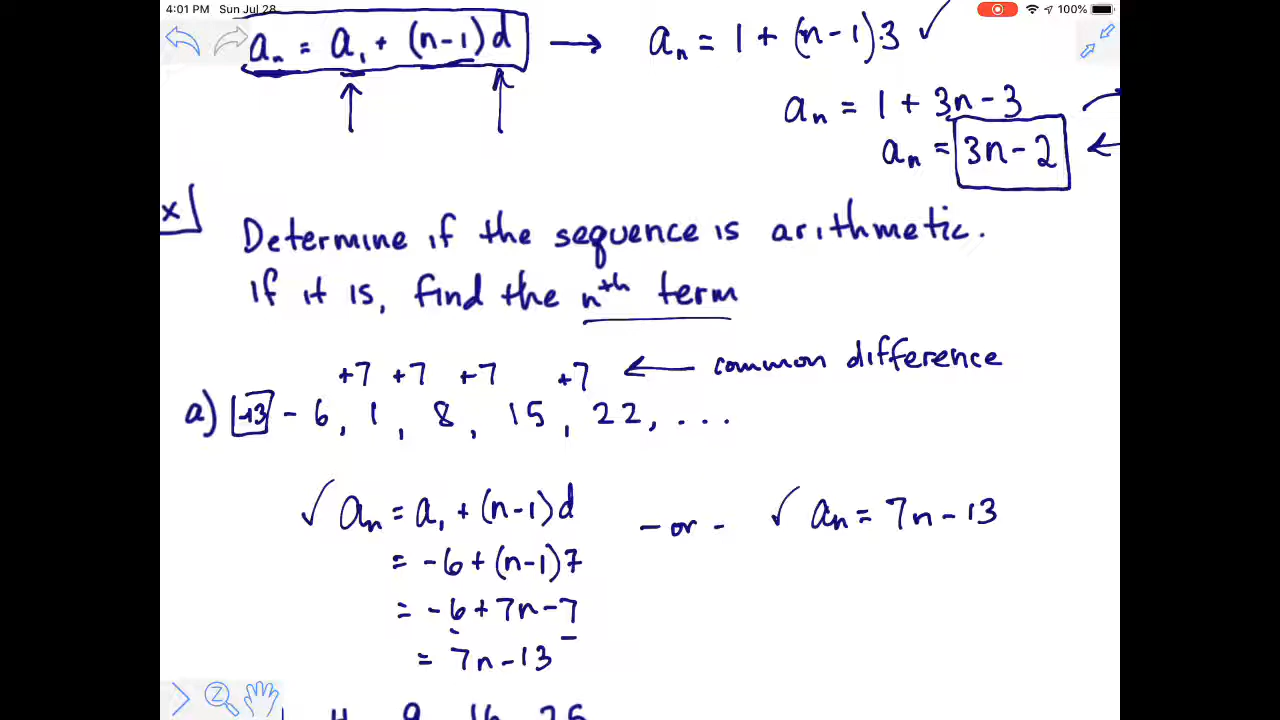 4:01 PM Sun Jul 28 100%
aₙ = a₁ + (n-1)d → aₙ = 1 + (n-1)·3 ✓
aₙ = 1 + 3n - 3
aₙ = 3n - 2 ←
x
Determine if the sequence is arithmetic.
If it is, find the nᵗʰ term
+7 +7 +7 +7 ← common difference
a) -13 -6, 1, 8, 15, 22, ...
✓ aₙ = a₁ + (n-1)d -or- ✓ aₙ = 7n - 13
= -6 + (n-1)7
= -6 + 7n - 7
= 7n - 13
Z